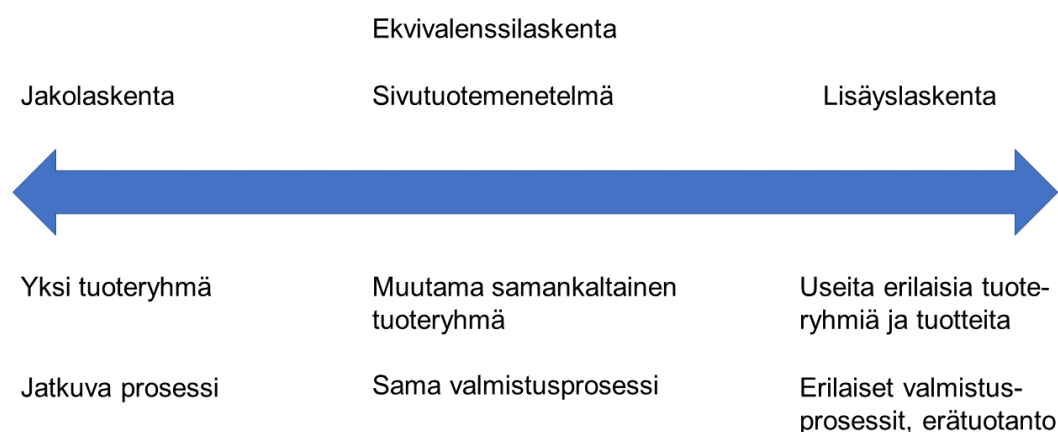 Ekvivalenssilaskenta
Jakolaskenta
Sivutuotemenetelmä
Lisäyslaskenta
Yksi tuoteryhmä
Muutama samankaltainen
tuoteryhmä
Useita erilaisia tuote-
ryhmiä ja tuotteita
Jatkuva prosessi
Sama valmistusprosessi
Erilaiset valmistus-
prosessit, erätuotanto